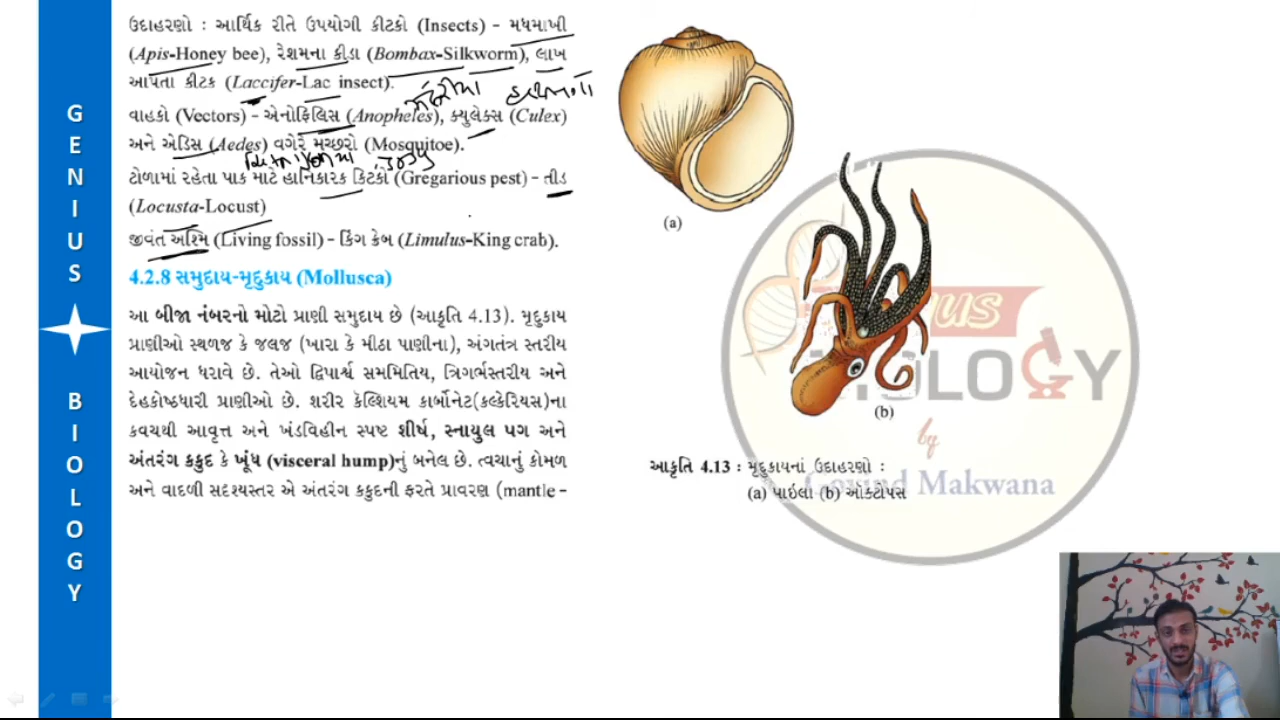 GENIUS BIOLOGY
ઉદાહરણો : આર્થિક રીતે ઉપયોગી કીટકો (Insects) – મધમાખી
(Apis-Honey bee), રેશમના કીડા (Bombax–Silkworm), લાખ
આપતા કીટક (Laccifer–Lac insect).
વાહકો (Vectors) – એનોફિલિસ (Anopheles), ક્યુલેક્સ (Culex)
અને એડિસ (Aedes) વગેરે મચ્છરો (Mosquitoe).
ટોળામાં રહેતા પાક માટે હાનિકારક કિટકો (Gregarious pest) – તીડ
(Locusta-Locust)
જીવંત અશ્મિ (Living fossil) – કિંગ ક્રેબ (Limulus-King crab).
4.2.8 સમુદાય-મૃદુકાય (Mollusca)
આ બીજા નંબરનો મોટો પ્રાણી સમુદાય છે (આકૃતિ 4.13). મૃદુકાય
પ્રાણીઓ સ્થળજ કે જલજ (ખારા કે મીઠા પાણીના), અંગતંત્ર સ્તરીય
આયોજન ધરાવે છે. તેઓ દ્વિપાર્શ્વ સમમિતિય, ત્રિગર્ભસ્તરીય અને
દેહકોષ્ઠધારી પ્રાણીઓ છે. શરીર કૅલ્શિયમ કાર્બોનેટ(કલ્કેરિયસ)ના
કવચથી આવૃત્ત અને ખંડવિહીન સ્પષ્ટ શીર્ષ, સ્નાયુલ પગ અને
અંતરંગ કકુદ કે ખૂંધ (visceral hump)નું બનેલ છે. ત્વચાનું કોમળ
અને વાદળી સદશ્યસ્તર એ અંતરંગ કકુદની ફરતે પ્રાવરણ (mantle –
(a)
(b)
by
Makwana
આકૃતિ 4.13 : મૃદુકાયનાં ઉદાહરણો :
(a) પાઇલા (b) ઑક્ટોપસ